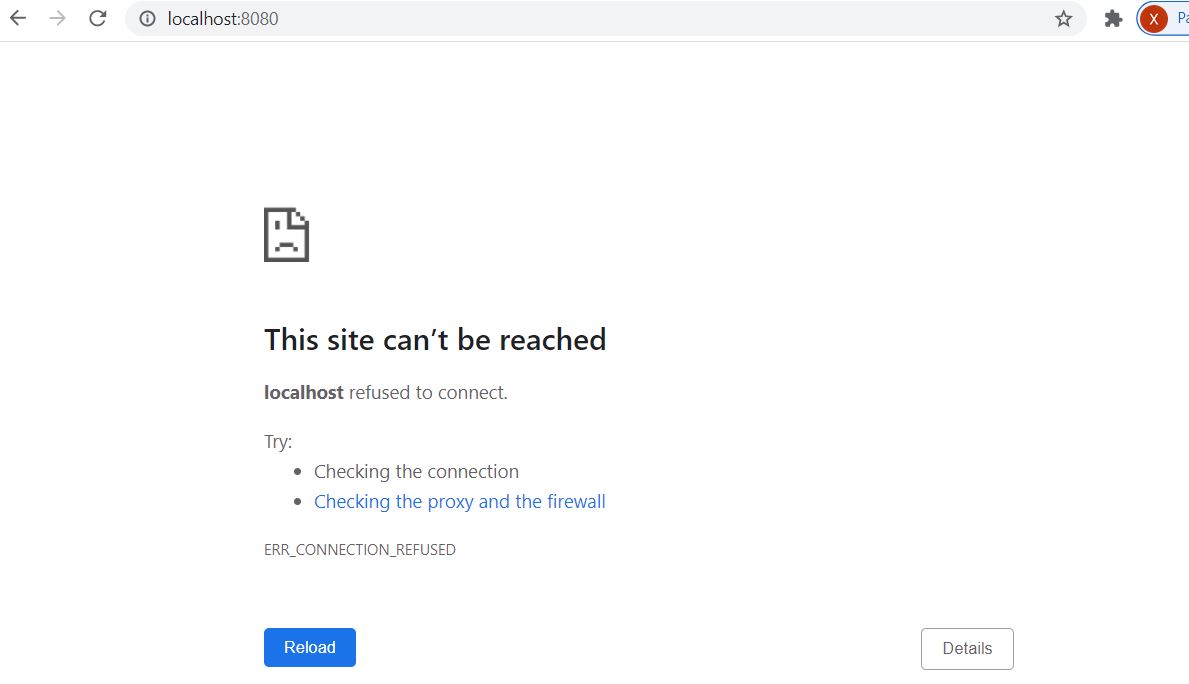 localhost:8080
X
This site can’t be reached
localhost refused to connect.
Try:
Checking the connection
Checking the proxy and the firewall
ERR_CONNECTION_REFUSED
Reload
Details